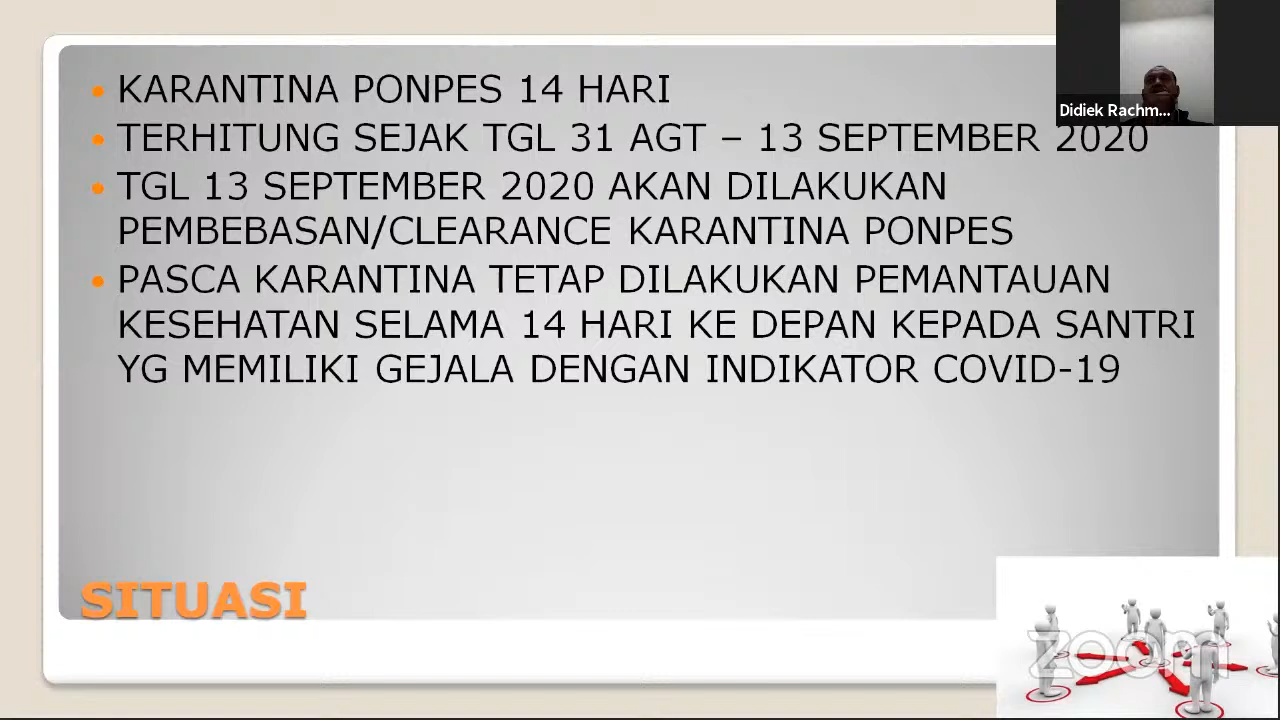 KARANTINA PONPES 14 HARI
TERHITUNG SEJAK TGL 31 AGT – 13 SEPTEMBER 2020
TGL 13 SEPTEMBER 2020 AKAN DILAKUKAN
PEMBEBASAN/CLEARANCE KARANTINA PONPES
PASCA KARANTINA TETAP DILAKUKAN PEMANTAUAN
KESEHATAN SELAMA 14 HARI KE DEPAN KEPADA SANTRI
YG MEMILIKI GEJALA DENGAN INDIKATOR COVID-19
SITUASI
Didiek Rachm...
zoom